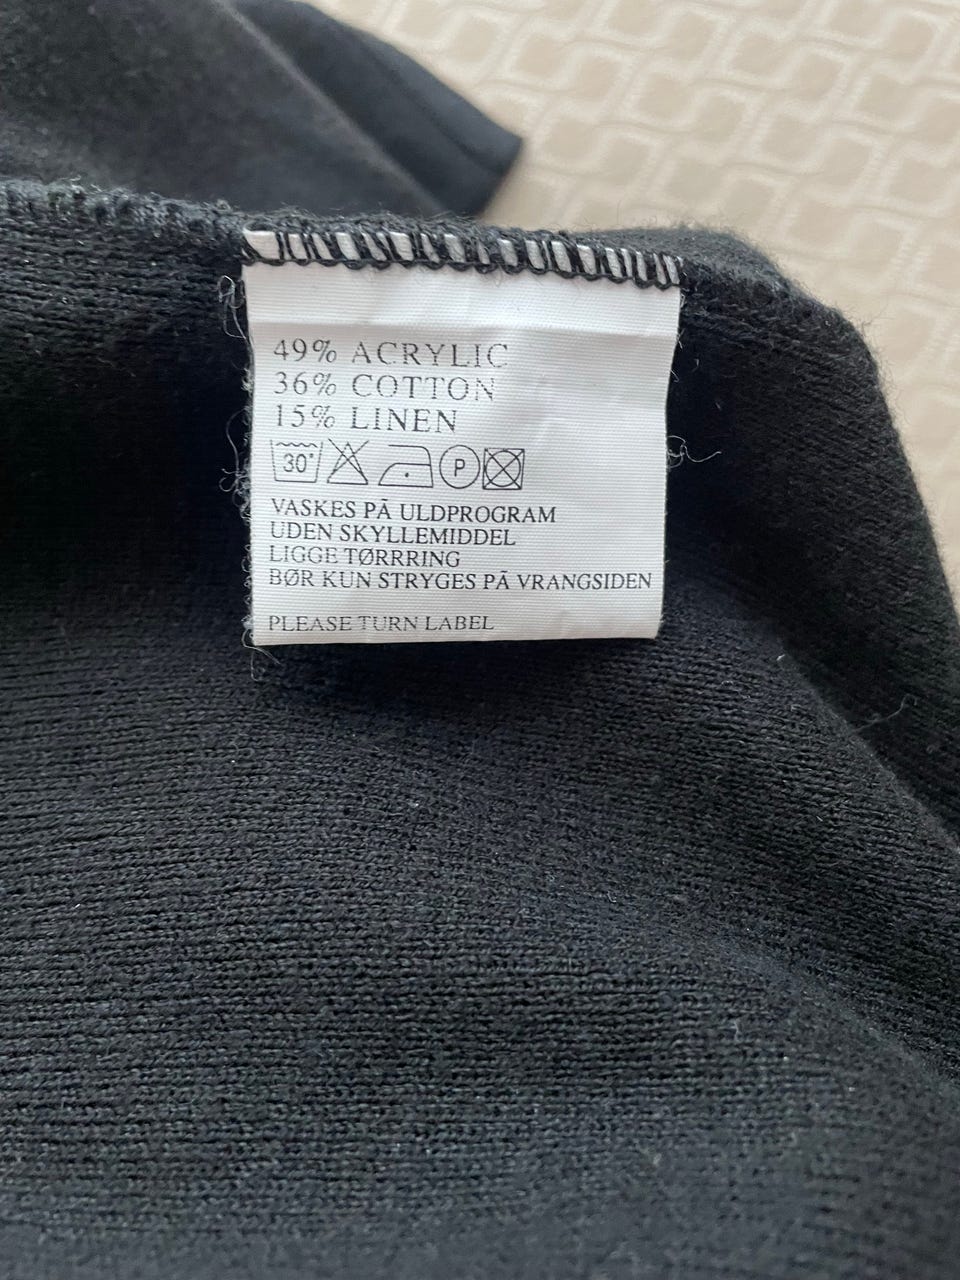 49% ACRYLIC
36% COTTON
15% LINEN
30° P
VASKES PÅ ULDPROGRAM
UDEN SKYLLEMIDDEL
LIGGE TØRRRING
BØR KUN STRYGES PÅ VRANGSIDEN
PLEASE TURN LABEL